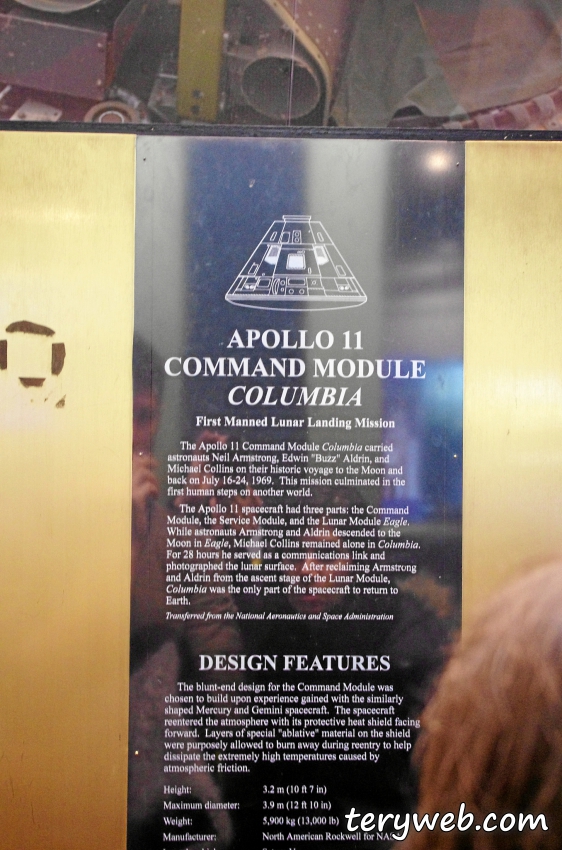 APOLLO 11
COMMAND MODULE
COLUMBIA
First Manned Lunar Landing Mission
The Apollo 11 Command Module Columbia carried
astronauts Neil Armstrong, Edwin "Buzz" Aldrin, and
Michael Collins on their historic voyage to the Moon and
back on July 16-24, 1969. This mission culminated in the
first human steps on another world.
The Apollo 11 spacecraft had three parts: the Command
Module, the Service Module, and the Lunar Module Eagle.
While astronauts Armstrong and Aldrin descended to the
Moon in Eagle, Michael Collins remained alone in Columbia.
For 28 hours he served as a communications link and
photographed the lunar surface. After reclaiming Armstrong
and Aldrin from the ascent stage of the Lunar Module,
Columbia was the only part of the spacecraft to return to
Earth.
Transferred from the National Aeronautics and Space Administration
DESIGN FEATURES
The blunt-end design for the Command Module was
chosen to build upon experience gained with the similarly
shaped Mercury and Gemini spacecraft. The spacecraft
reentered the atmosphere with its protective heat shield facing
forward. Layers of special "ablative" material on the shield
were purposely allowed to burn away during reentry to help
dissipate the extremely high temperatures caused by
atmospheric friction.
Height: 3.2 m (10 ft 7 in)
Maximum diameter: 3.9 m (12 ft 10 in)
Weight: 5,900 kg (13,000 lb)
Manufacturer: North American Rockwell for
teryweb.com